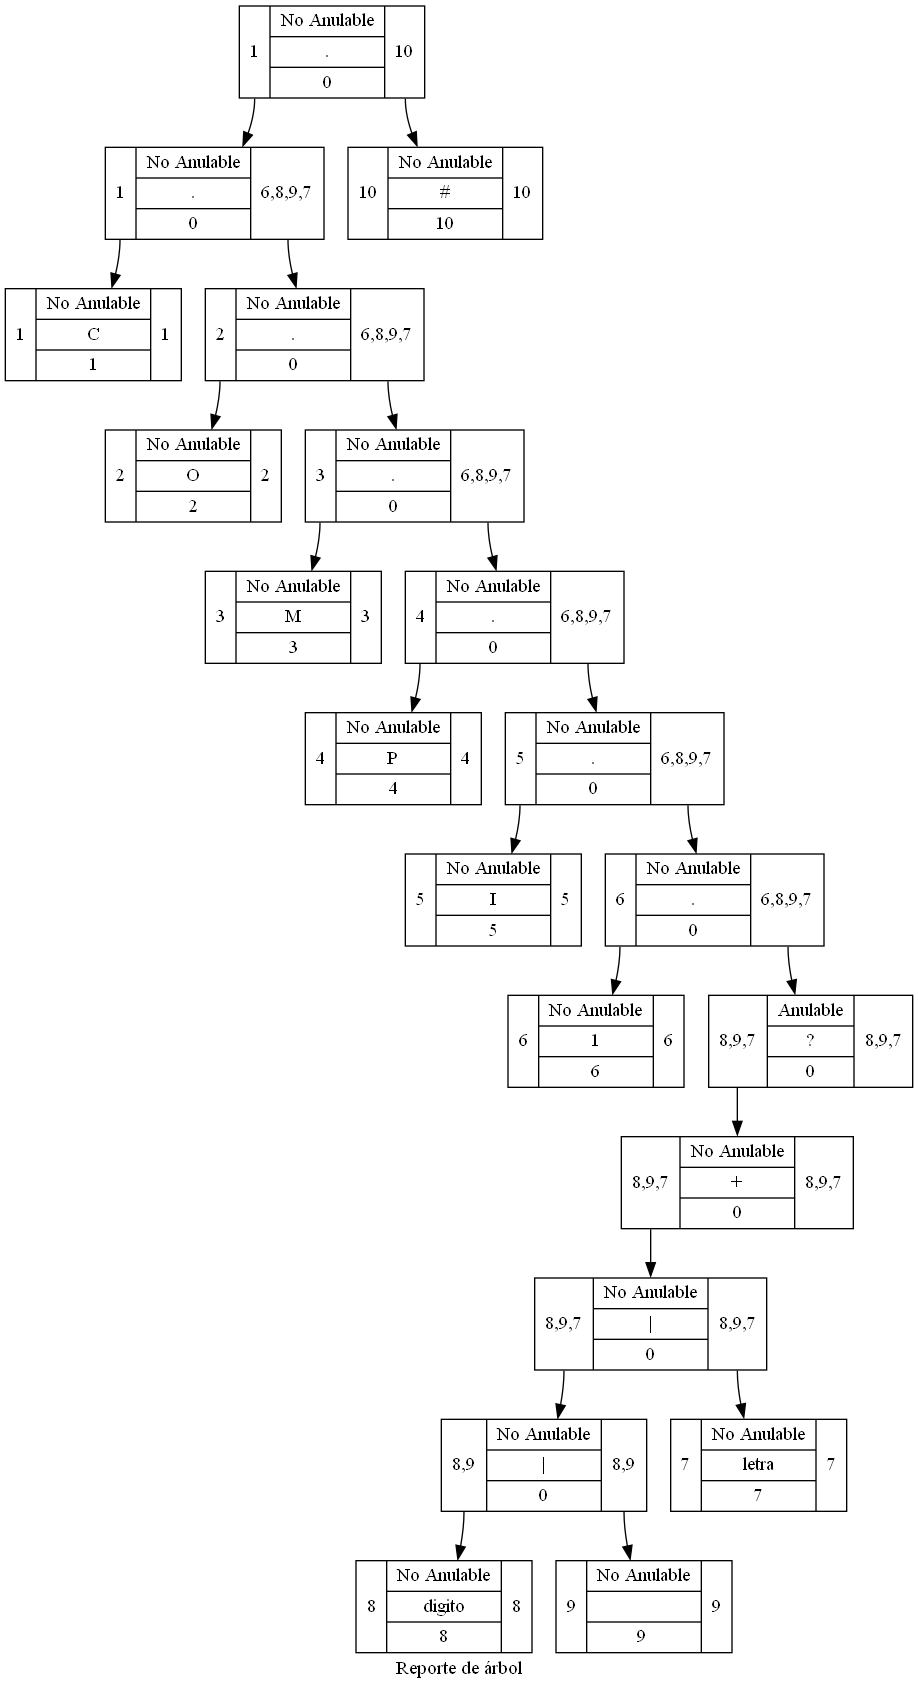 No Anulable
1 . 10
0
No Anulable
1 . 6,8,9,7
0
No Anulable
10 # 10
10
No Anulable
1 C 1
1
No Anulable
2 . 6,8,9,7
0
No Anulable
2 O 2
2
No Anulable
3 . 6,8,9,7
0
No Anulable
3 M 3
3
No Anulable
4 . 6,8,9,7
0
No Anulable
4 P 4
4
No Anulable
5 . 6,8,9,7
0
No Anulable
5 I 5
5
No Anulable
6 . 6,8,9,7
0
No Anulable
6 1 6
6
Anulable
8,9,7 ? 8,9,7
0
No Anulable
8,9,7 + 8,9,7
0
No Anulable
8,9,7 | 8,9,7
0
No Anulable
8,9 | 8,9
0
No Anulable
7 letra 7
7
No Anulable
8 digito 8
8
No Anulable
9 9
9
Reporte de árbol